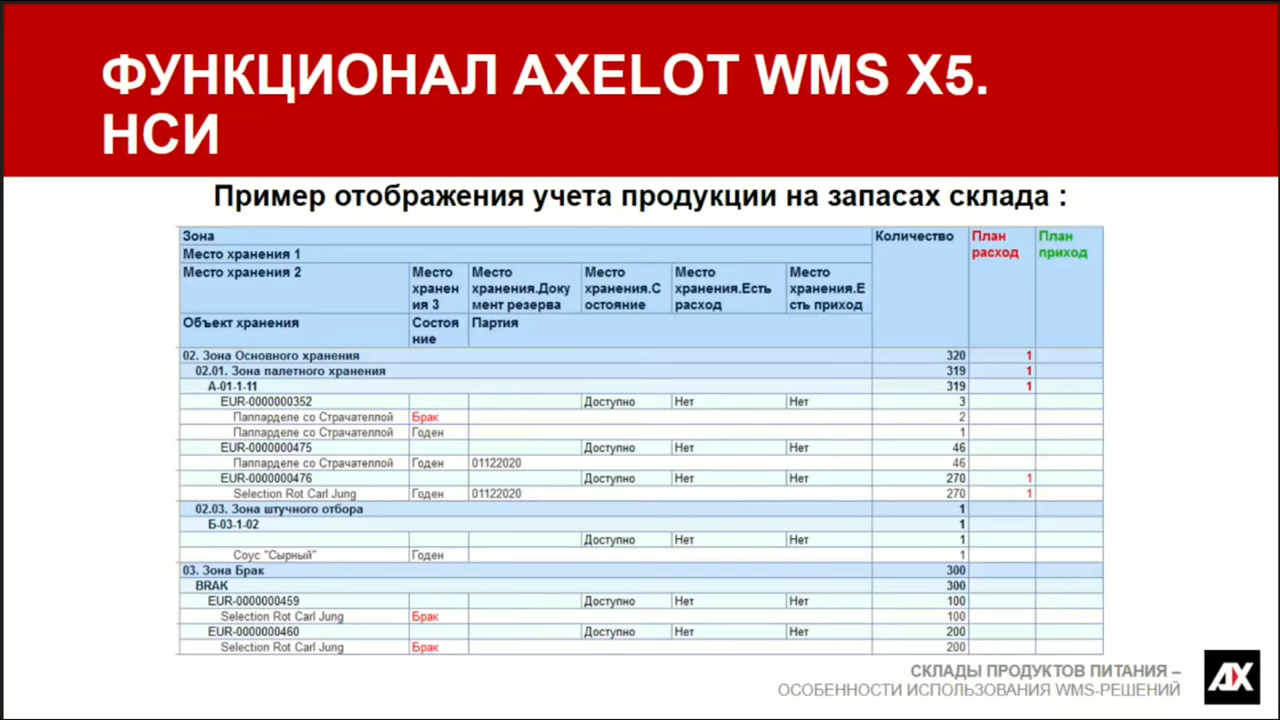 ФУНКЦИОНАЛ AXELOT WMS X5.
НСИ
Пример отображения учета продукции на запасах склада :
Зона Количество План расход План приход
Место хранения 1
Место хранения 2 Место хранен ия 3 Место хранения.Доку мент резерва Место хранения.С остояние Место хранения.Есть расход Место хранения.Е сть приход
Объект хранения Состоя ние Партия
02. Зона Основного хранения 320 1
02.01. Зона палетного хранения 319 1
А-01-1-11 319 1
EUR-0000000352 Доступно Нет Нет 3
Паппарделе со Страчателлой Брак 2
Паппарделе со Страчателлой Годен 1
EUR-0000000475 Доступно Нет Нет 46
Паппарделе со Страчателлой Годен 01122020 46
EUR-0000000476 Доступно Нет Нет 270 1
Selection Rot Carl Jung Годен 01122020 270 1
02.03. Зона штучного отбора 1
Б-03-1-02 1
Доступно Нет Нет 1
Соус "Сырный" Годен 1
03. Зона Брак 300
BRAK 300
EUR-0000000459 Доступно Нет Нет 100
Selection Rot Carl Jung Брак 100
EUR-0000000460 Доступно Нет Нет 200
Selection Rot Carl Jung Брак 200
СКЛАДЫ ПРОДУКТОВ ПИТАНИЯ –
ОСОБЕННОСТИ ИСПОЛЬЗОВАНИЯ WMS-РЕШЕНИЙ
AX